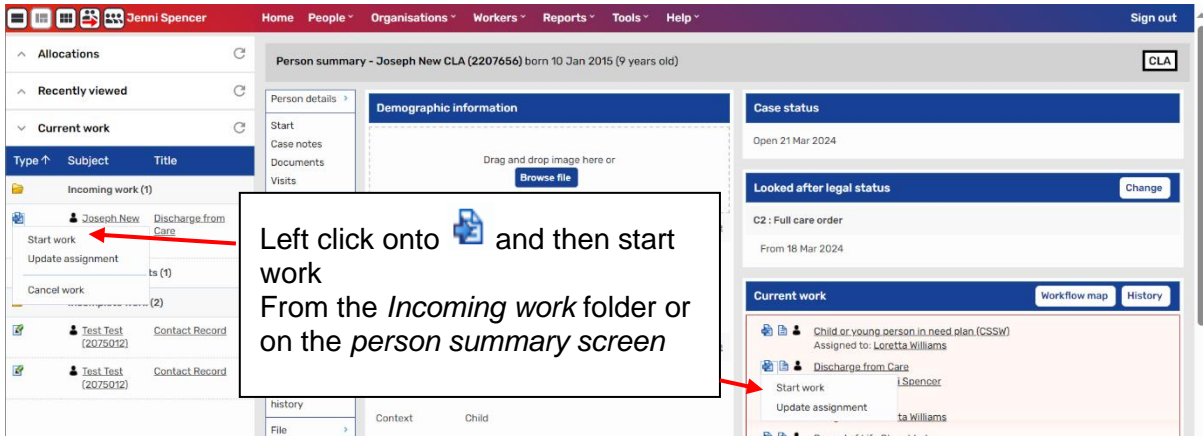 Jenni Spencer
Home People Organisations Workers Reports Tools Help Sign out
Allocations
Recently viewed
Current work
Type ↑ Subject Title
Incoming work (1)
Joseph New Discharge from
Care
Start work
Update assignment
ts (1)
Cancel work
(2)
Test Test Contact Record
(2075012)
Test Test Contact Record
(2075012)
Person summary - Joseph New CLA (2207656) born 10 Jan 2015 (9 years old)
CLA
Person details
Start
Case notes
Documents
Visits
history
File
Demographic information
Drag and drop image here or
Browse file
Context Child
Left click onto and then start
work
From the Incoming work folder or
on the person summary screen
Case status
Open 21 Mar 2024
Looked after legal status Change
C2 : Full care order
From 18 Mar 2024
Current work Workflow map History
Child or young person in need plan (CSSW)
Assigned to: Loretta Williams
Discharge from Care
i Spencer
Start work
Update assignment
ta Williams